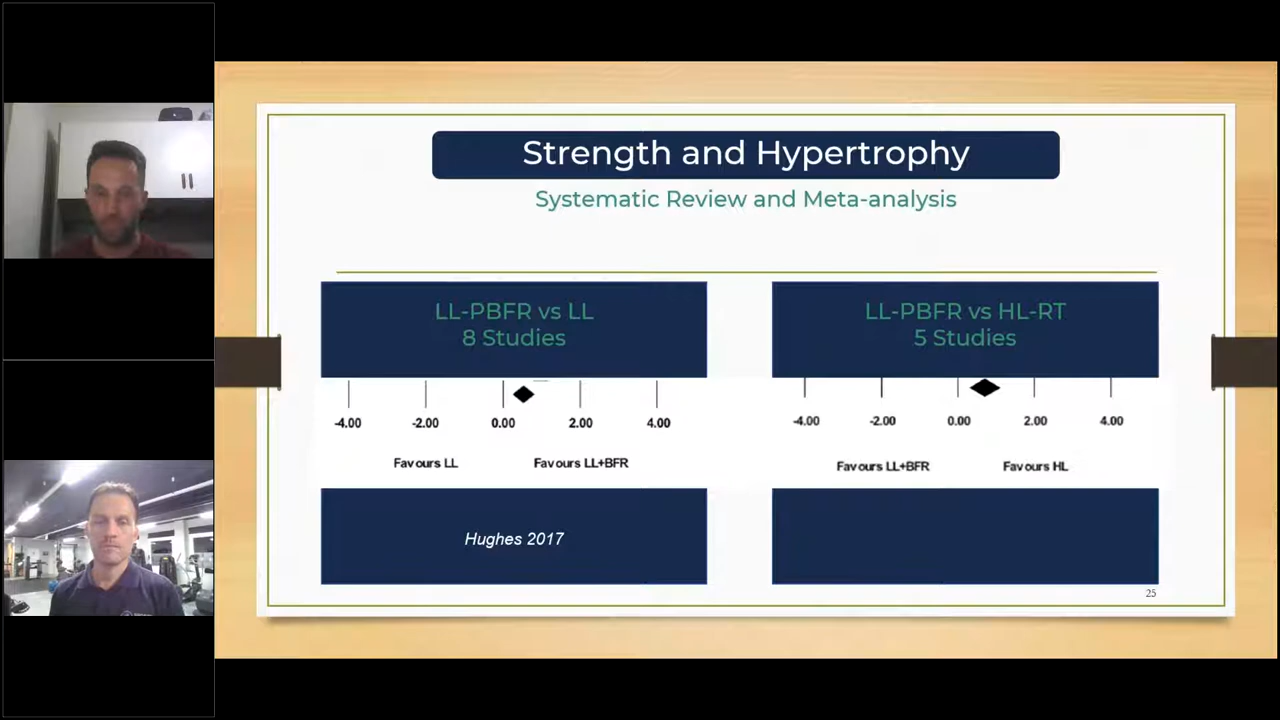 Strength and Hypertrophy
Systematic Review and Meta-analysis
LL-PBFR vs LL
8 Studies
-4.00 -2.00 0.00 2.00 4.00
Favours LL Favours LL+BFR
Hughes 2017
LL-PBFR vs HL-RT
5 Studies
-4.00 -2.00 0.00 2.00 4.00
Favours LL+BFR Favours HL
25